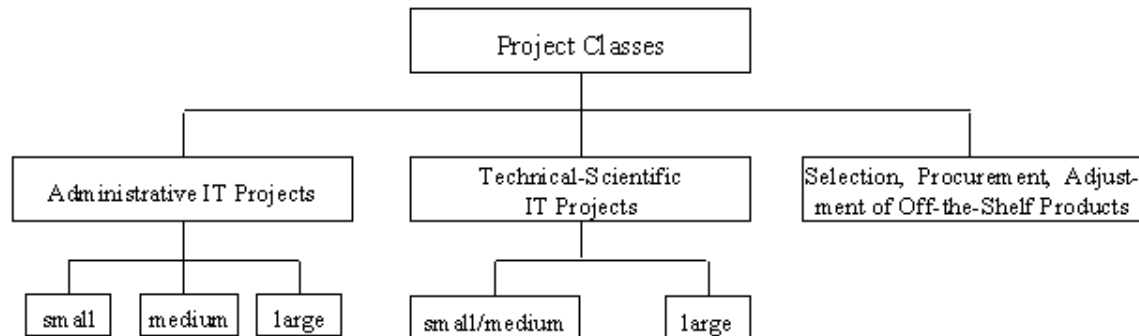 Project Classes
Administrative IT Projects
Technical-Scientific
IT Projects
Selection, Procurement, Adjust-
ment of Off-the-Shelf Products
small
medium
large
small/medium
large